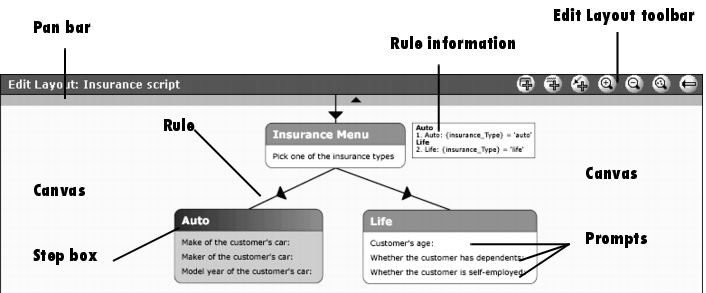 Pan bar
Edit Layout toolbar
Rule information
Edit Layout: Insurance script
Rule
Insurance Menu
Pick one of the insurance types
Auto
1. Auto: {insurance_Type} = 'auto'
Life
2. Life: {insurance_Type} = 'life'
Canvas
Canvas
Auto
Make of the customer's car:
Maker of the customer's car:
Model year of the customer's car:
Life
Customer's age:
Whether the customer has dependents:
Whether the customer is self-employed:
Step box
Prompts